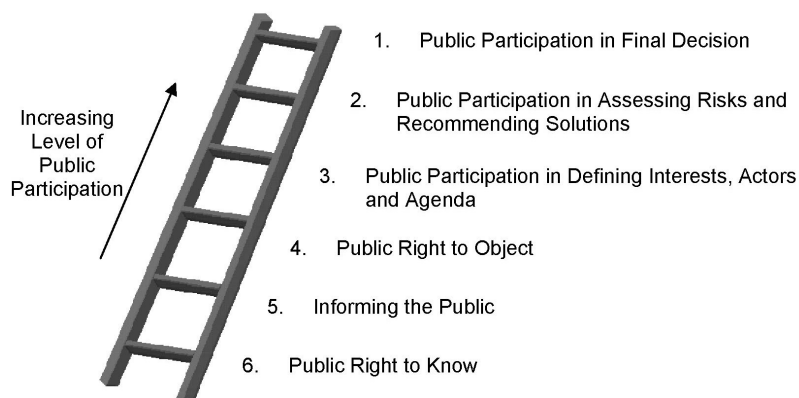 1. Public Participation in Final Decision
2. Public Participation in Assessing Risks and
Recommending Solutions
Increasing
Level of
Public
Participation
3. Public Participation in Defining Interests, Actors
and Agenda
4. Public Right to Object
5. Informing the Public
6. Public Right to Know